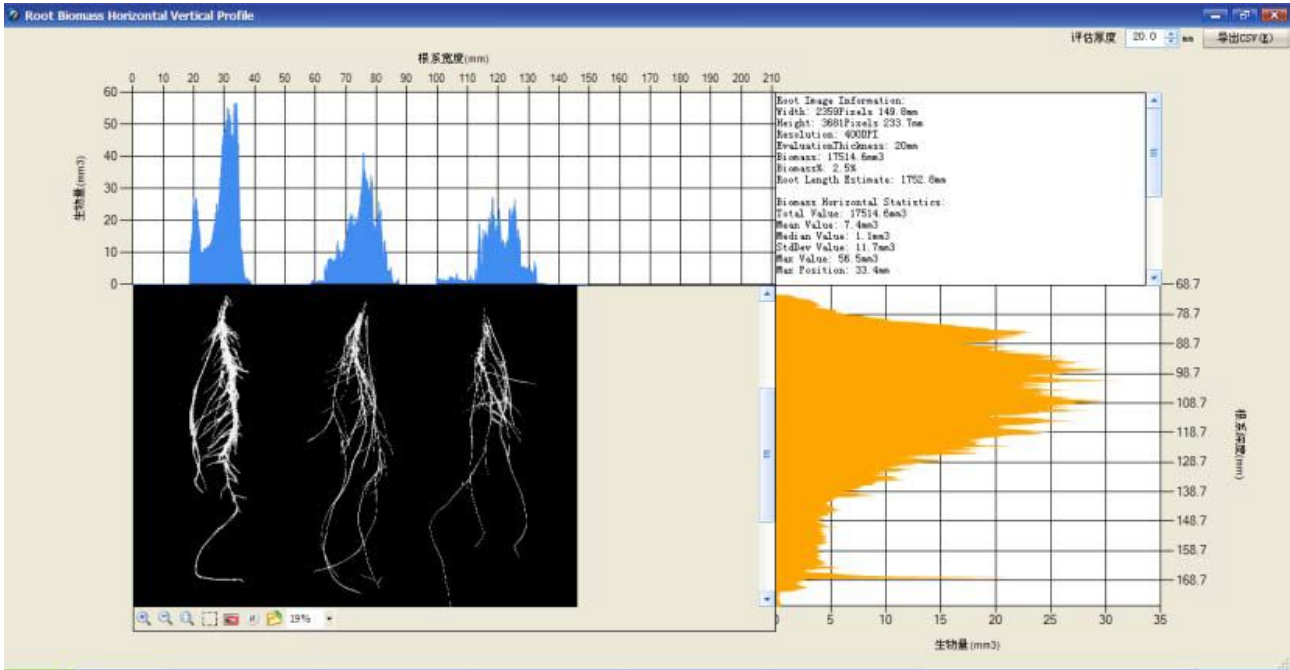 Root Biomass Horizontal Vertical Profile
评估厚度 20.0 mm 导出CSV(E)
根系宽度(mm)
0 10 20 30 40 50 60 70 80 90 100 110 120 130 140 150 160 170 180 190 200 210
60
50
40
30
20
10
0
生物量(mm3)
Root Image Information:
Width: 2359Pixels 149.8mm
Height: 3681Pixels 233.7mm
Resolution: 400DPI
EvaluationThickness: 20mm
Biomass: 17514.6mm3
Biomass%: 2.5%
Root Length Estimate: 1752.8mm
Biomass Horizontal Statistics:
Total Value: 17514.6mm3
Mean Value: 7.4mm3
Median Value: 1.1mm3
StdDev Value: 11.7mm3
Max Value: 56.5mm3
Max Position: 33.4mm
68.7
78.7
88.7
98.7
108.7
118.7
128.7
138.7
148.7
158.7
168.7
根系深度(mm)
19%
5 10 15 20 25 30 35
生物量(mm3)